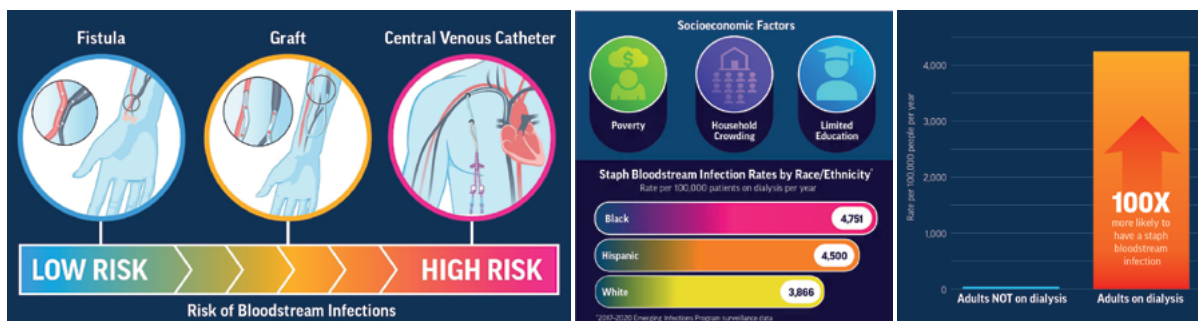 Fistula
Graft
Central Venous Catheter
LOW RISK
HIGH RISK
Risk of Bloodstream Infections
Socioeconomic Factors
Poverty
Household
Crowding
Limited
Education
Staph Bloodstream Infection Rates by Race/Ethnicity*
Rate per 100,000 patients on dialysis per year
Black
4,751
Hispanic
4,500
White
3,866
*2017-2020 Emerging Infections Program surveillance data
Rate per 100,000 people per year
4,000
3,000
2,000
1,000
0
100X
more likely to
have a staph
bloodstream
infection
Adults NOT on dialysis
Adults on dialysis